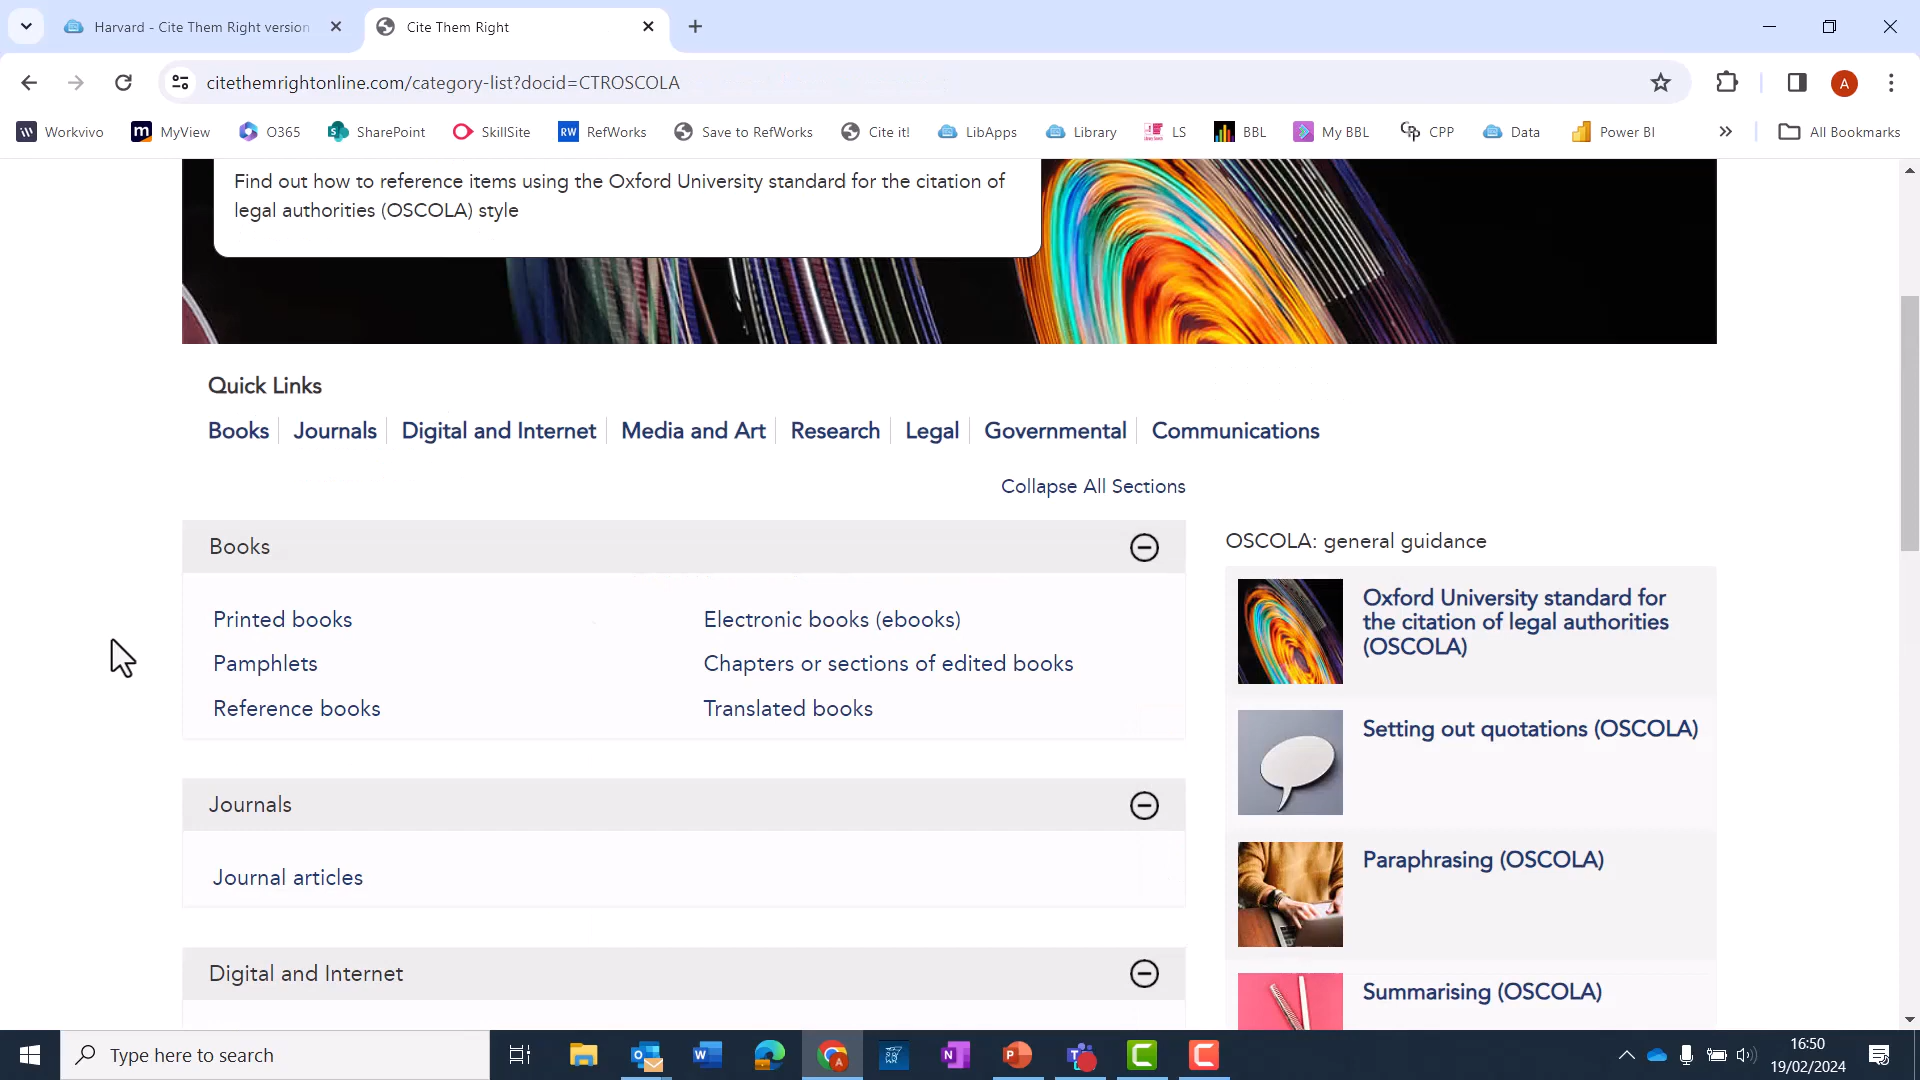 Harvard - Cite Them Right version
Cite Them Right
citethemrightonline.com/category-list?docid=CTROSCOLA
A
Workvivo
MyView
O365
SharePoint
SkillSite
RW RefWorks
Save to RefWorks
Cite it!
LibApps
Library
LS
BBL
My BBL
CPP
Data
Power BI
All Bookmarks
Find out how to reference items using the Oxford University standard for the citation of
legal authorities (OSCOLA) style
Quick Links
Books
Journals
Digital and Internet
Media and Art
Research
Legal
Governmental
Communications
Collapse All Sections
Books
Printed books
Electronic books (ebooks)
Pamphlets
Chapters or sections of edited books
Reference books
Translated books
Journals
Journal articles
Digital and Internet
OSCOLA: general guidance
Oxford University standard for
the citation of legal authorities
(OSCOLA)
Setting out quotations (OSCOLA)
Paraphrasing (OSCOLA)
Summarising (OSCOLA)
Type here to search
16:50
19/02/2024